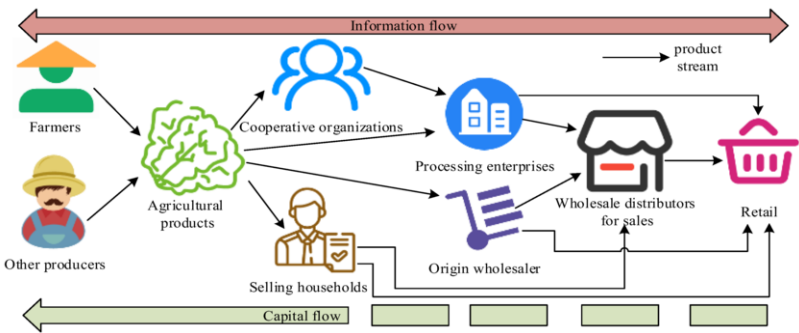 Information flow
product
stream
Farmers
Cooperative organizations
Processing enterprises
Agricultural
products
Wholesale distributors
for sales
Retail
Other producers
Selling households
Origin wholesaler
Capital flow